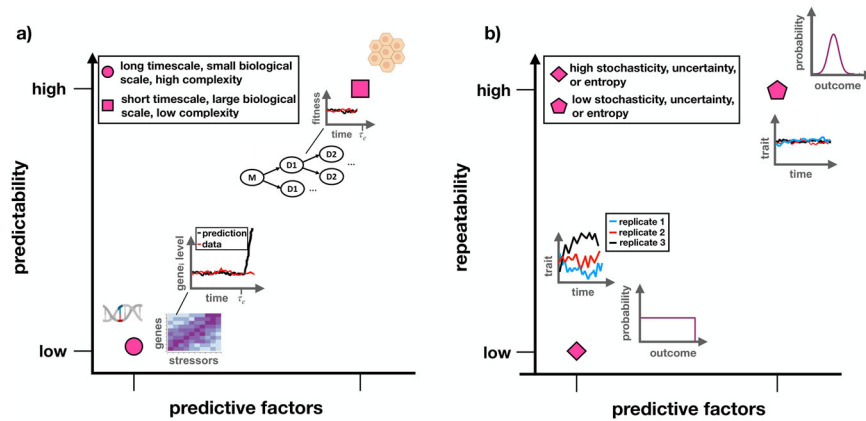 a)
predictability
high
low
long timescale, small biological
scale, high complexity
short timescale, large biological
scale, low complexity
fitness
time
τe
M
D1
D2
D1
D2
...
...
prediction
data
gene level
time
τe
genes
stressors
predictive factors
b)
repeatability
high
low
high stochasticity, uncertainty,
or entropy
low stochasticity, uncertainty,
or entropy
probability
outcome
trait
time
replicate 1
replicate 2
replicate 3
trait
time
probability
outcome
predictive factors